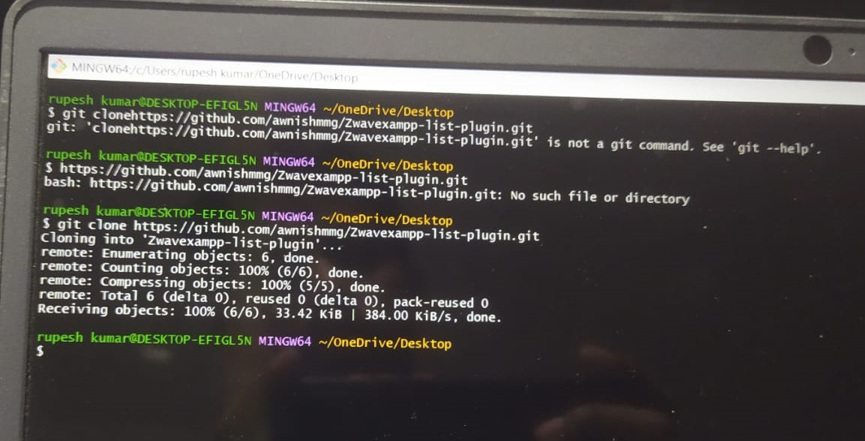 MINGW64:/c/Users/rupesh kumar/OneDrive/Desktop
rupesh kumar@DESKTOP-EFIGL5N MINGW64 ~/OneDrive/Desktop
$ git clonehttps://github.com/awnishmmg/Zwavexampp-list-plugin.git
git: 'clonehttps://github.com/awnishmmg/Zwavexampp-list-plugin.git' is not a git command. See 'git --help'.
rupesh kumar@DESKTOP-EFIGL5N MINGW64 ~/OneDrive/Desktop
$ https://github.com/awnishmmg/Zwavexampp-list-plugin.git
bash: https://github.com/awnishmmg/Zwavexampp-list-plugin.git: No such file or directory
rupesh kumar@DESKTOP-EFIGL5N MINGW64 ~/OneDrive/Desktop
$ git clone https://github.com/awnishmmg/Zwavexampp-list-plugin.git
Cloning into 'Zwavexampp-list-plugin'...
remote: Enumerating objects: 6, done.
remote: Counting objects: 100% (6/6), done.
remote: Compressing objects: 100% (5/5), done.
remote: Total 6 (delta 0), reused 0 (delta 0), pack-reused 0
Receiving objects: 100% (6/6), 33.42 KiB | 384.00 KiB/s, done.
rupesh kumar@DESKTOP-EFIGL5N MINGW64 ~/OneDrive/Desktop
$